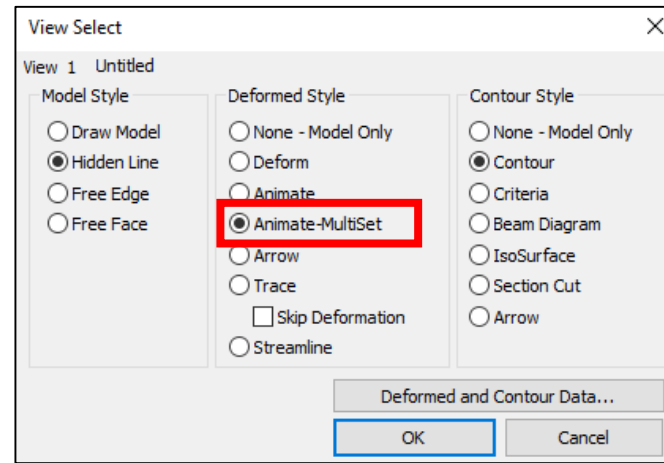 View Select
View 1 Untitled
Model Style
Draw Model
Hidden Line
Free Edge
Free Face
Deformed Style
None - Model Only
Deform
Animate
Animate-MultiSet
Arrow
Trace
Skip Deformation
Streamline
Contour Style
None - Model Only
Contour
Criteria
Beam Diagram
IsoSurface
Section Cut
Arrow
Deformed and Contour Data...
OK
Cancel